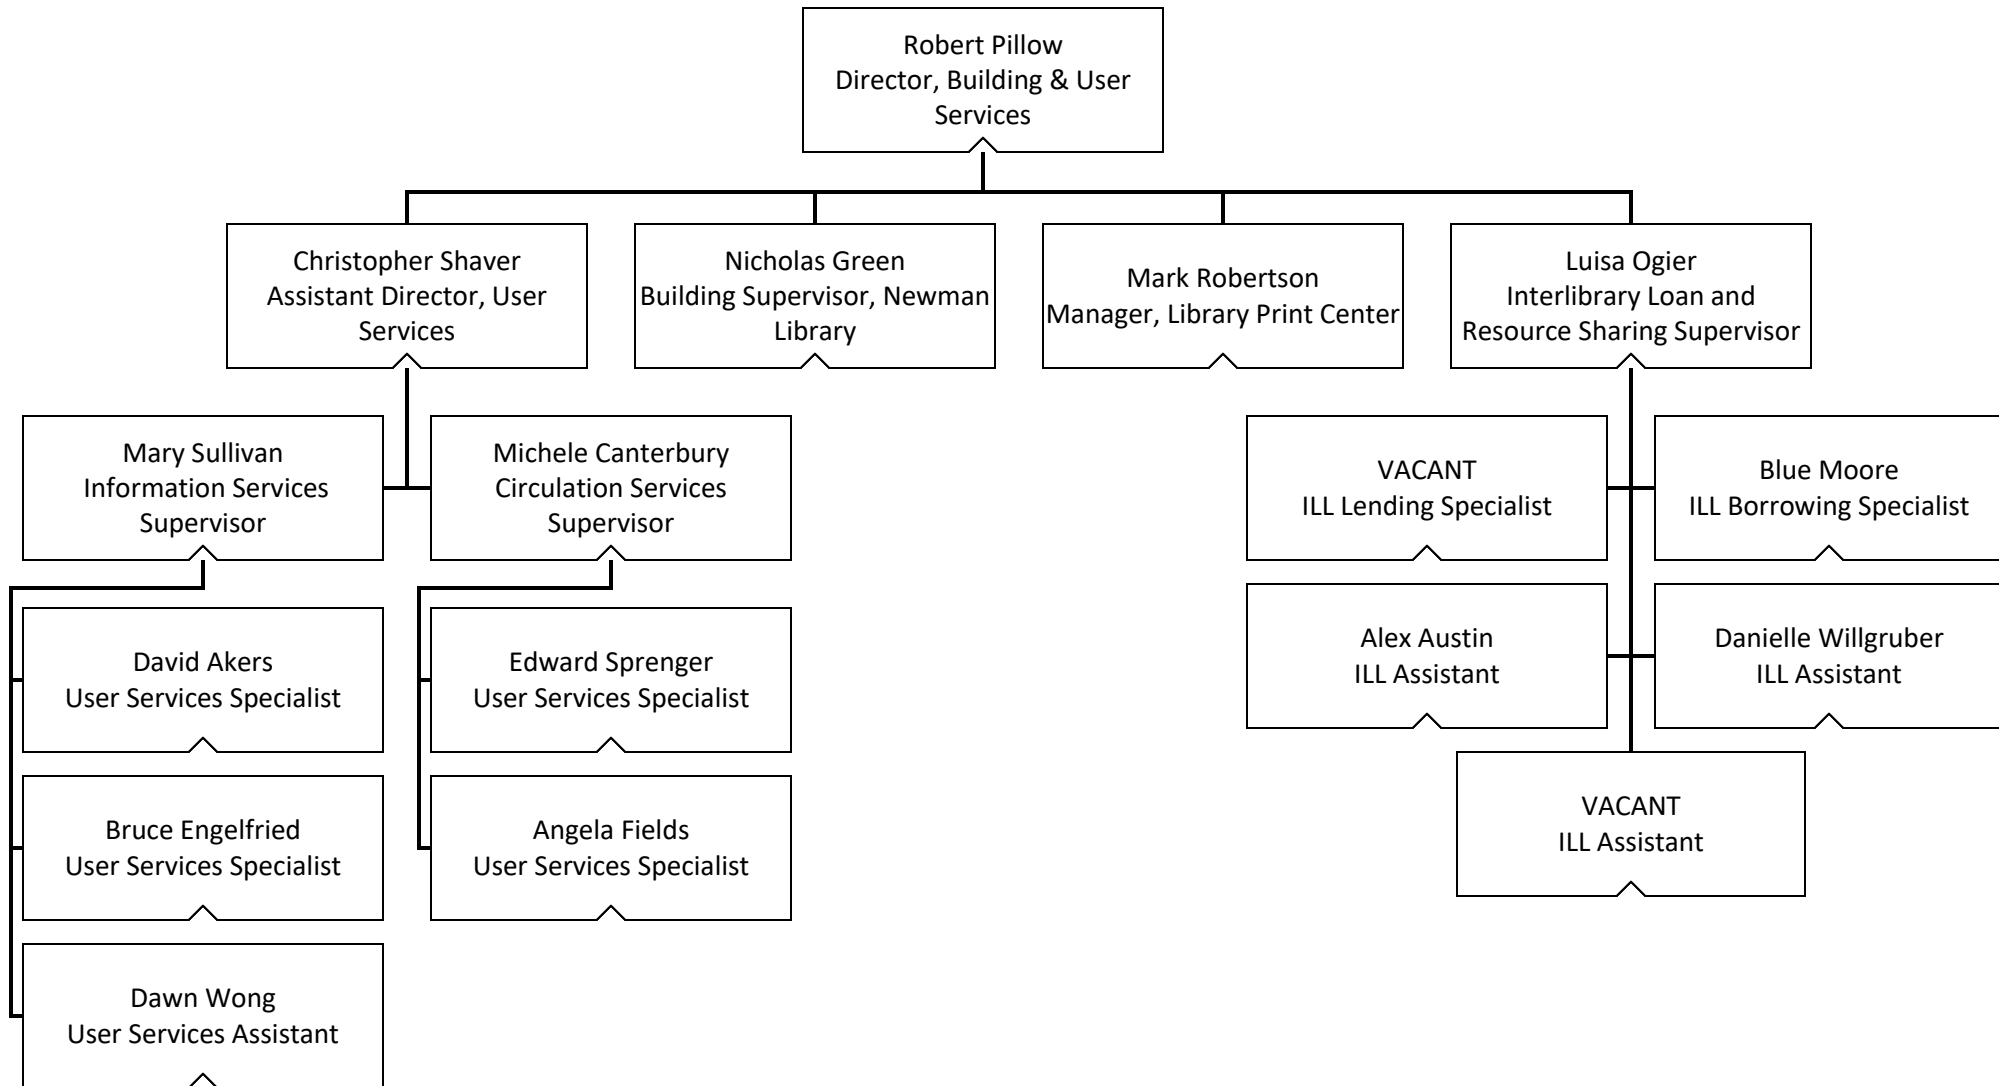 Robert Pillow
Director, Building & User
Services
Christopher Shaver
Assistant Director, User
Services
Nicholas Green
Building Supervisor, Newman
Library
Mark Robertson
Manager, Library Print Center
Luisa Ogier
Interlibrary Loan and
Resource Sharing Supervisor
Mary Sullivan
Information Services
Supervisor
Michele Canterbury
Circulation Services
Supervisor
VACANT
ILL Lending Specialist
Blue Moore
ILL Borrowing Specialist
David Akers
User Services Specialist
Edward Sprenger
User Services Specialist
Alex Austin
ILL Assistant
Danielle Willgruber
ILL Assistant
Bruce Engelfried
User Services Specialist
Angela Fields
User Services Specialist
VACANT
ILL Assistant
Dawn Wong
User Services Assistant